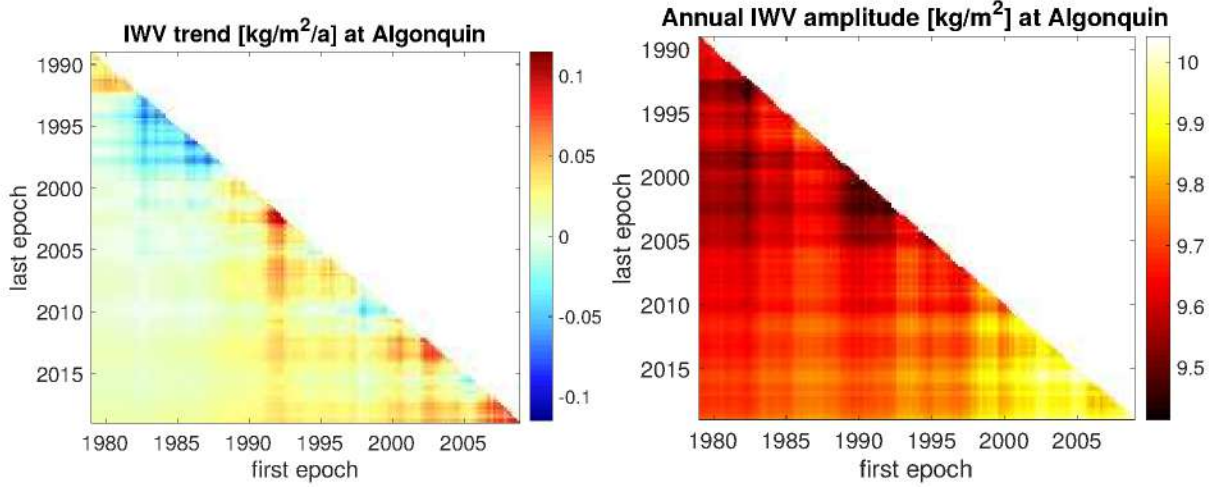 IWV trend [kg/m²/a] at Algonquin
last epoch
1990
1995
2000
2005
2010
2015
1980 1985 1990 1995 2000 2005
first epoch
0.1
0.05
0
-0.05
-0.1
Annual IWV amplitude [kg/m²] at Algonquin
last epoch
1990
1995
2000
2005
2010
2015
1980 1985 1990 1995 2000 2005
first epoch
10
9.9
9.8
9.7
9.6
9.5